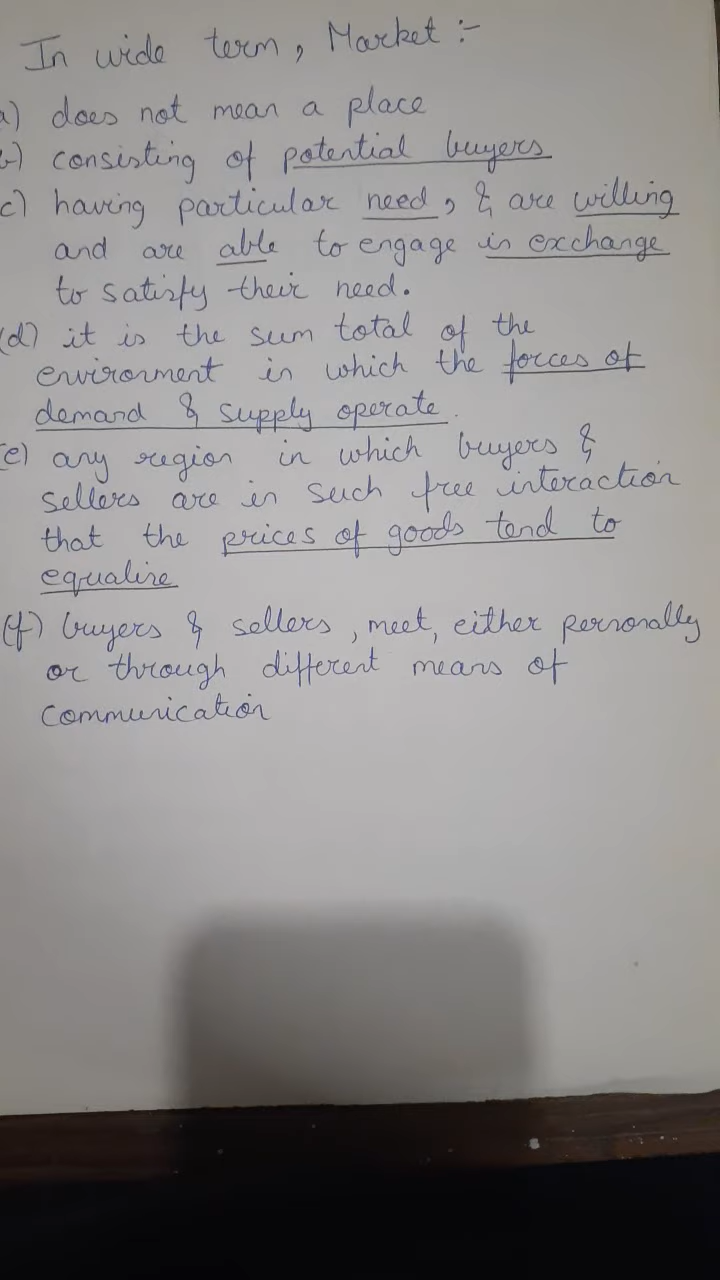 In wide term, Market :-
a) does not mean a place
b) consisting of potential buyers
c) having particular need, & are willing
and are able to engage in exchange
to satisfy their need.
(d) it is the sum total of the
environment in which the forces of
demand & supply operate.
(e) any region in which buyers &
sellers are in such free interaction
that the prices of goods tend to
equalize
(f) buyers & sellers, meet, either personally
or through different means of
communication